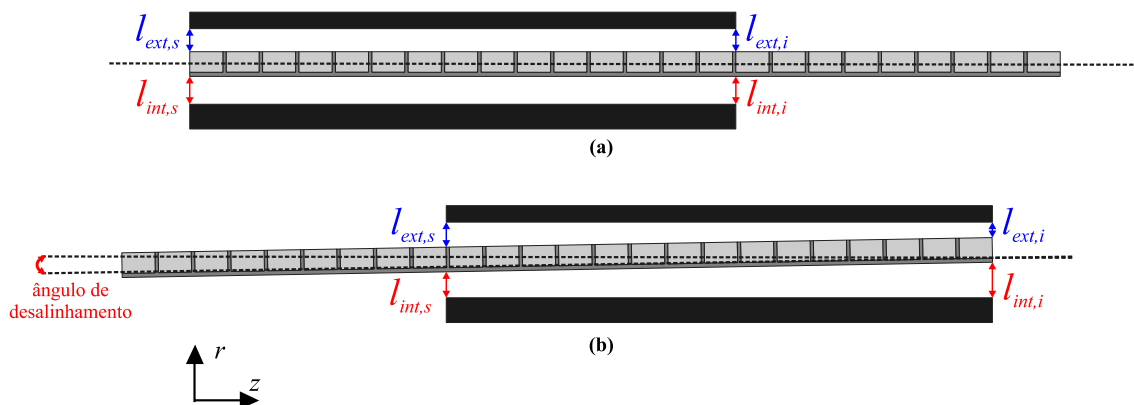 l_ext,s
l_ext,i
l_int,s
l_int,i
(a)
l_ext,s
l_ext,i
ângulo de
desalinhamento
l_int,s
l_int,i
(b)
r
z